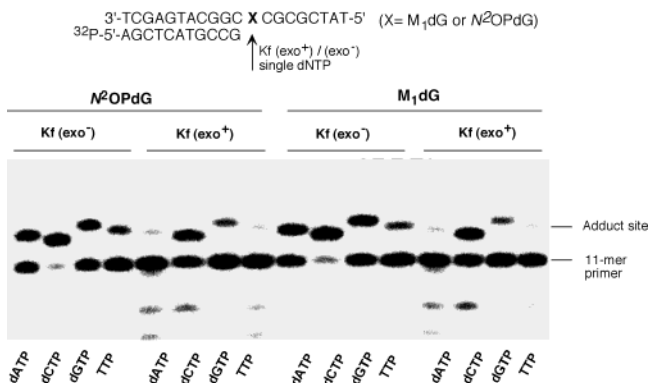 3'-TCGAGTACGGC X CGCGCTAT-5' (X= M₁dG or N²OPdG)
³²P-5'-AGCTCATGCCG
Kf (exo⁺) / (exo⁻)
single dNTP
N²OPdG M₁dG
Kf (exo⁻) Kf (exo⁺) Kf (exo⁻) Kf (exo⁺)
Adduct site
11-mer
primer
dATP dCTP dGTP TTP dATP dCTP dGTP TTP dATP dCTP dGTP TTP dATP dCTP dGTP TTP